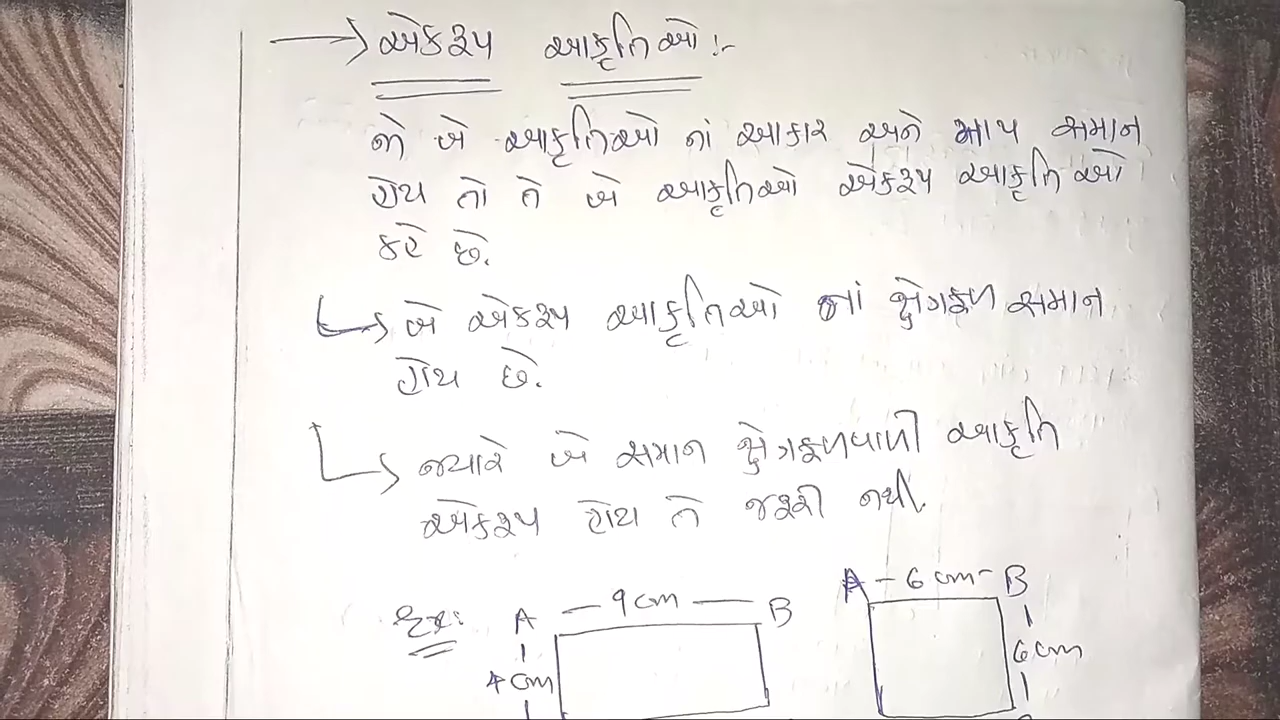 → એકરૂપ આકૃતિઓ :-
જો બે આકૃતિઓ નાં આકાર અને માપ સમાન
હોય તો તે બે આકૃતિઓ એકરૂપ આકૃતિઓ
કહે છે.
↳ બે એકરૂપ આકૃતિઓ નાં ક્ષેત્રફળ સમાન
હોય છે.
↳ જ્યારે બે સમાન ક્ષેત્રફળવાળી આકૃતિ
એકરૂપ હોય તે જરૂરી નથી.
A - 6 cm - B
A — 9 cm — B
6 cm
4 cm